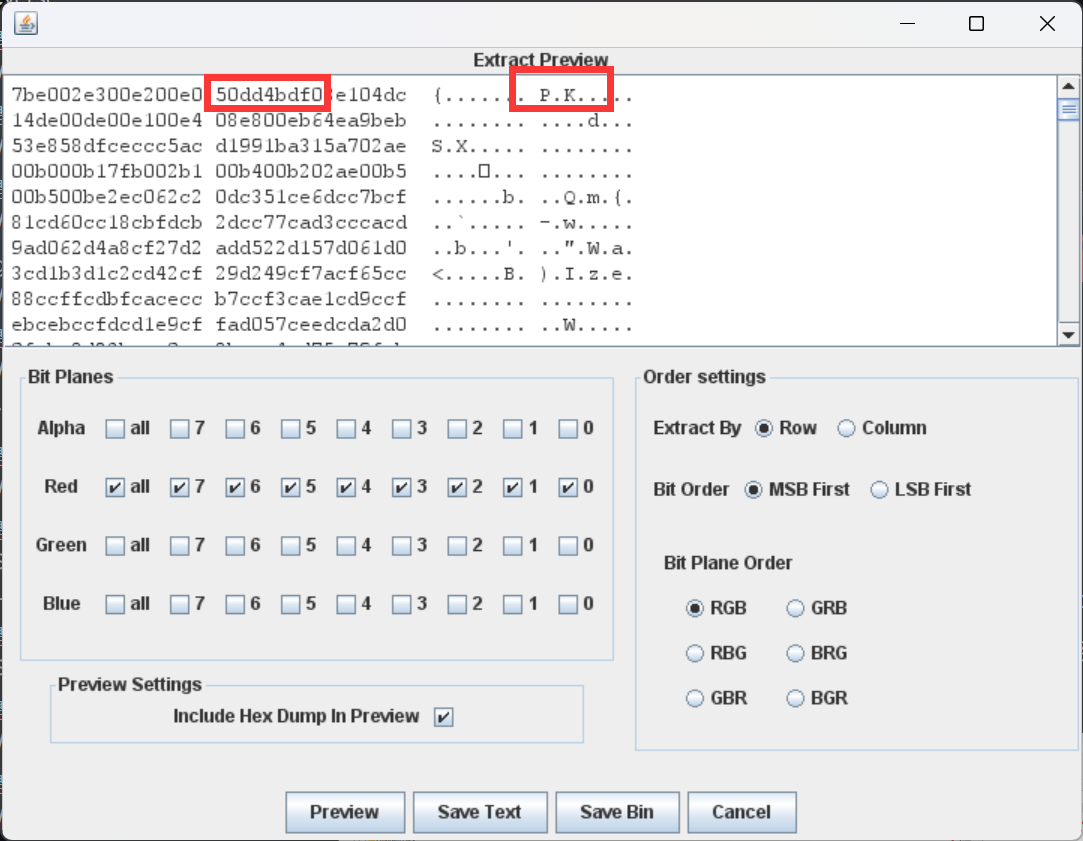 Extract Preview
7be002e300e200e0 50dd4bdf03e104dc {....... P.K.....
14de00de00e100e4 08e800eb64ea9beb ........ ....d...
53e858dfceccc5ac d1991ba315a702ae S.X..... ........
00b000b17fb002b1 00b400b202ae00b5 ....□... ........
00b500be2ec062c2 0dc351ce6dcc7bcf ......b. ..Q.m.{.
81cd60cc18cbfdcb 2dcc77cad3cccacd ..`..... -.w.....
9ad062d4a8cf27d2 add522d157d061d0 ..b...'. ..".W.a.
3cd1b3d1c2cd42cf 29d249cf7acf65cc <.....B. ).I.z.e.
88ccffcdbfcacecc b7ccf3cae1cd9ccf ........ ........
ebcebccfdcd1e9cf fad057ceedcda2d0 ........ ..W.....
Bit Planes
Alpha all 7 6 5 4 3 2 1 0
Red all 7 6 5 4 3 2 1 0
Green all 7 6 5 4 3 2 1 0
Blue all 7 6 5 4 3 2 1 0
Preview Settings
Include Hex Dump In Preview
Order settings
Extract By Row Column
Bit Order MSB First LSB First
Bit Plane Order
RGB GRB
RBG BRG
GBR BGR
Preview Save Text Save Bin Cancel